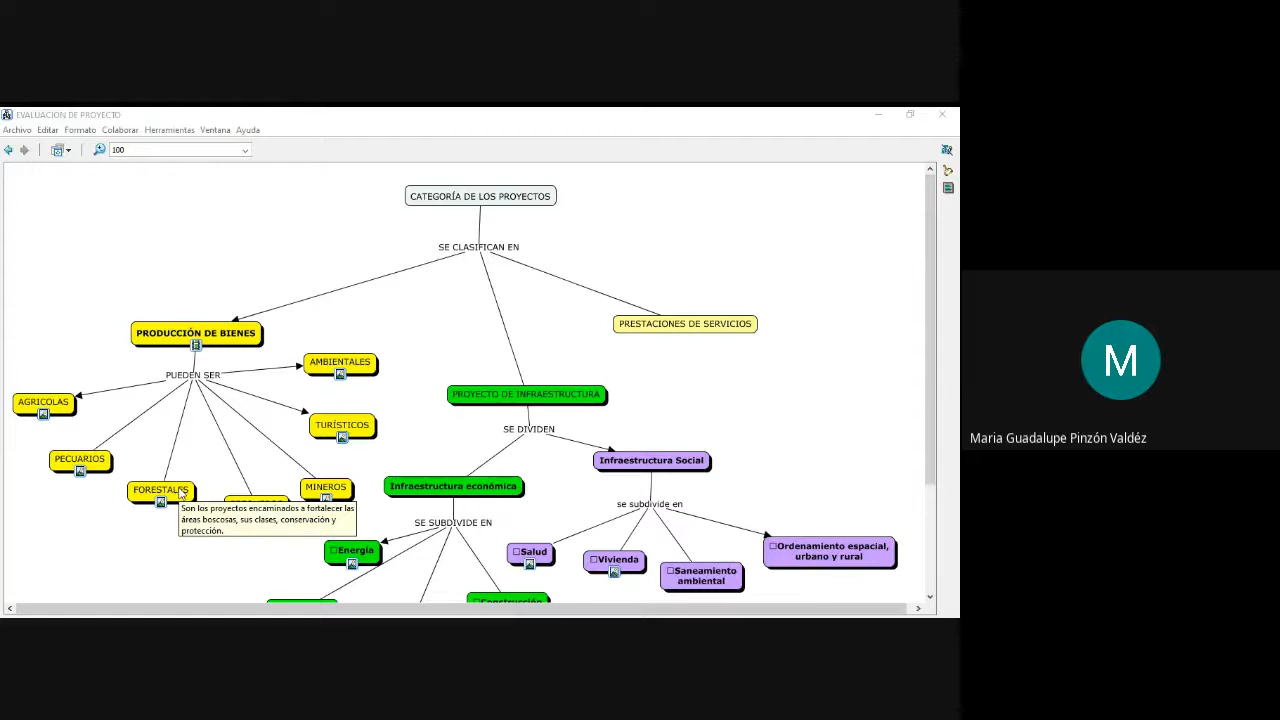 EVALUACION DE PROYECTO
Archivo Editar Formato Colaborar Herramientas Ventana Ayuda
100
CATEGORÍA DE LOS PROYECTOS
SE CLASIFICAN EN
PRODUCCIÓN DE BIENES
PRESTACIONES DE SERVICIOS
PUEDEN SER
AMBIENTALES
AGRICOLAS
TURÍSTICOS
PECUARIOS
FORESTALES
MINEROS
Son los proyectos encaminados a fortalecer las
áreas boscosas, sus clases, conservación y
protección.
PROYECTO DE INFRAESTRUCTURA
SE DIVIDEN
Infraestructura Social
Infraestructura económica
SE SUBDIVIDE EN
se subdivide en
Energía
Salud
Vivienda
Saneamiento
ambiental
Ordenamiento espacial,
urbano y rural
Construcción
M
Maria Guadalupe Pinzón Valdéz